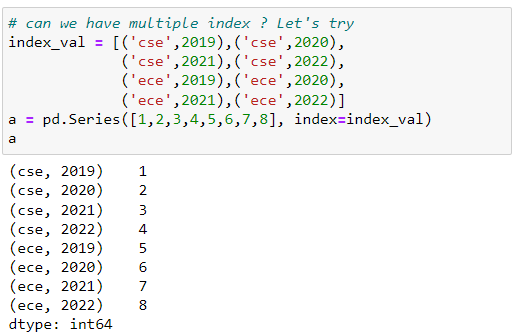 # can we have multiple index ? Let's try
index_val = [('cse',2019),('cse',2020),
('cse',2021),('cse',2022),
('ece',2019),('ece',2020),
('ece',2021),('ece',2022)]
a = pd.Series([1,2,3,4,5,6,7,8], index=index_val)
a
(cse, 2019)    1
(cse, 2020)    2
(cse, 2021)    3
(cse, 2022)    4
(ece, 2019)    5
(ece, 2020)    6
(ece, 2021)    7
(ece, 2022)    8
dtype: int64